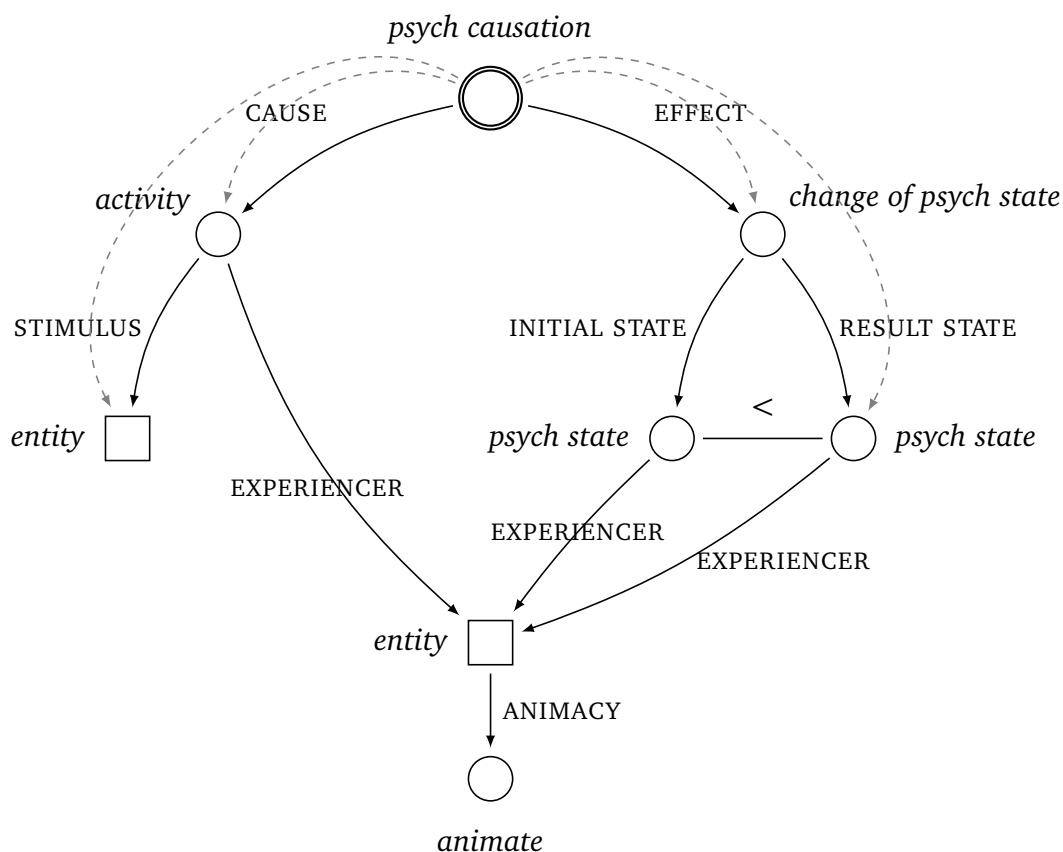 psych causation
CAUSE
EFFECT
activity
change of psych state
STIMULUS
INITIAL STATE
RESULT STATE
<
entity
psych state
psych state
EXPERIENCER
EXPERIENCER
EXPERIENCER
entity
ANIMACY
animate